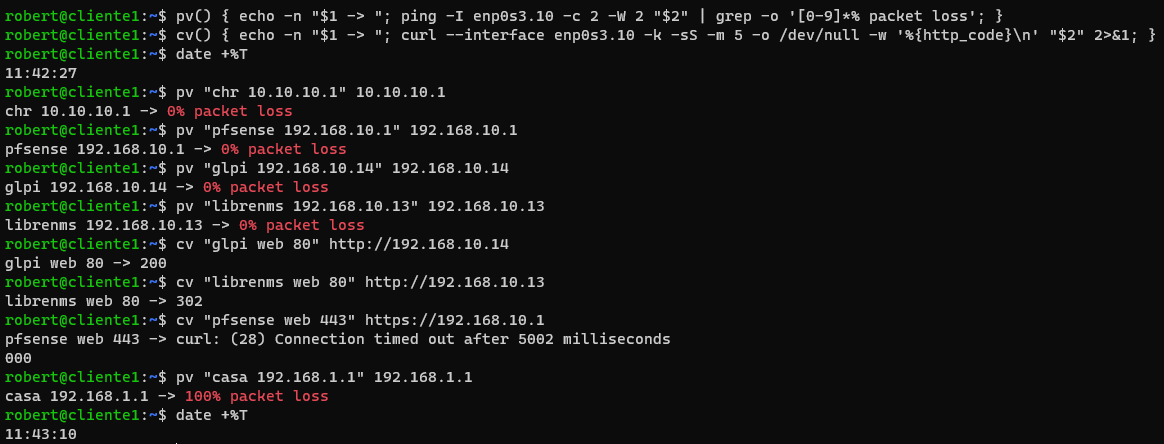 robert@cliente1:~$ pv() { echo -n "$1 -> "; ping -I enp0s3.10 -c 2 -W 2 "$2" | grep -o '[0-9]*% packet loss'; }
robert@cliente1:~$ cv() { echo -n "$1 -> "; curl --interface enp0s3.10 -k -sS -m 5 -o /dev/null -w '%{http_code}\n' "$2" 2>&1; }
robert@cliente1:~$ date +%T
11:42:27
robert@cliente1:~$ pv "chr 10.10.10.1" 10.10.10.1
chr 10.10.10.1 -> 0% packet loss
robert@cliente1:~$ pv "pfsense 192.168.10.1" 192.168.10.1
pfsense 192.168.10.1 -> 0% packet loss
robert@cliente1:~$ pv "glpi 192.168.10.14" 192.168.10.14
glpi 192.168.10.14 -> 0% packet loss
robert@cliente1:~$ pv "librenms 192.168.10.13" 192.168.10.13
librenms 192.168.10.13 -> 0% packet loss
robert@cliente1:~$ cv "glpi web 80" http://192.168.10.14
glpi web 80 -> 200
robert@cliente1:~$ cv "librenms web 80" http://192.168.10.13
librenms web 80 -> 302
robert@cliente1:~$ cv "pfsense web 443" https://192.168.10.1
pfsense web 443 -> curl: (28) Connection timed out after 5002 milliseconds
000
robert@cliente1:~$ pv "casa 192.168.1.1" 192.168.1.1
casa 192.168.1.1 -> 100% packet loss
robert@cliente1:~$ date +%T
11:43:10